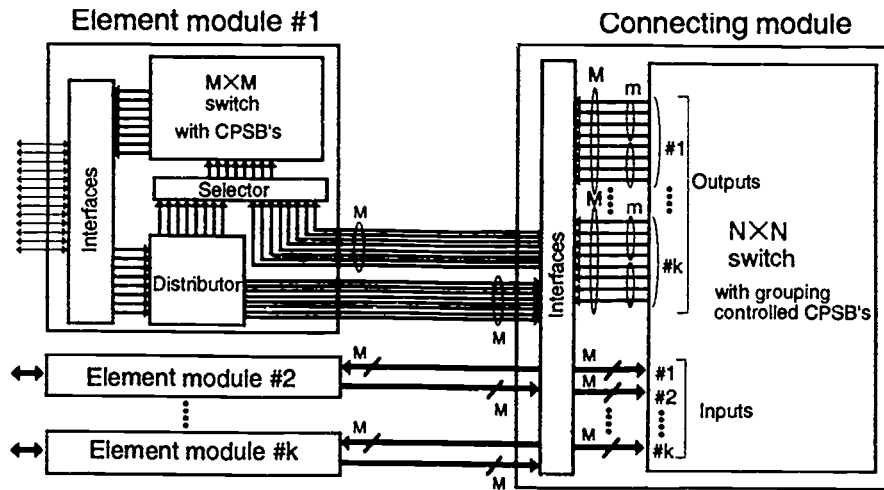 Element module #1
Connecting module
M×M
switch
with CPSB's
Interfaces
Selector
Distributor
M
M
Interfaces
M
m
#1
Outputs
M
m
#k
N×N
switch
with grouping
controlled CPSB's
Element module #2
M
M
M
#1
M
#2
Inputs
Element module #k
M
M
M
#k